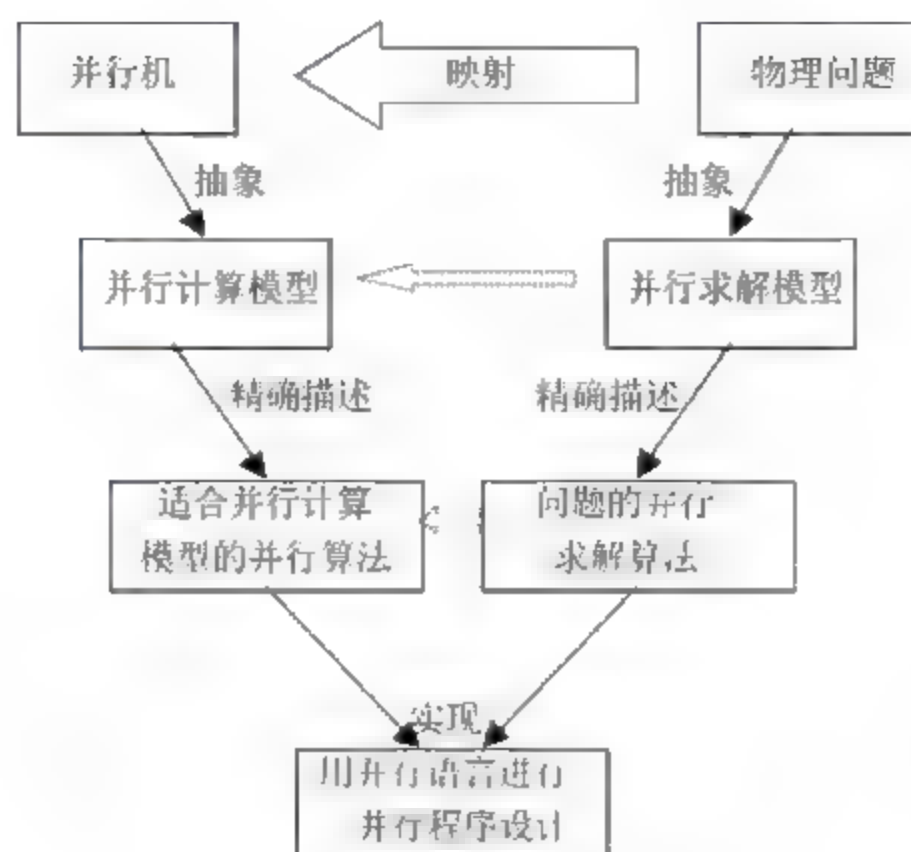 并行机
映射
物理问题
抽象
抽象
并行计算模型
并行求解模型
精确描述
精确描述
适合并行计算
模型的并行算法
问题的并行
求解算法
实现
用并行语言进行
并行程序设计